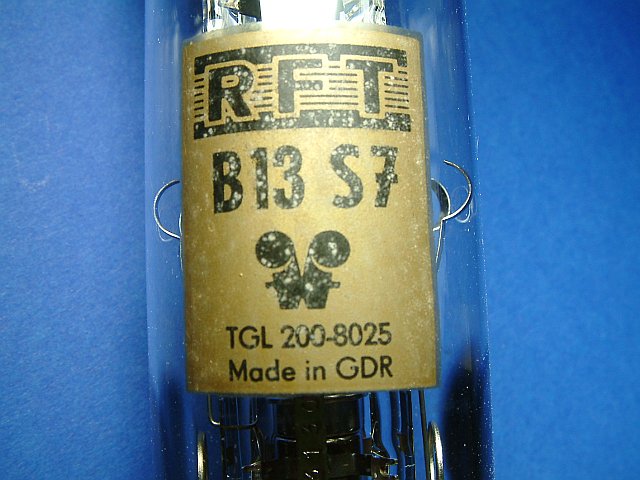 RFT
B13 S7
TGL 200-8025
Made in GDR